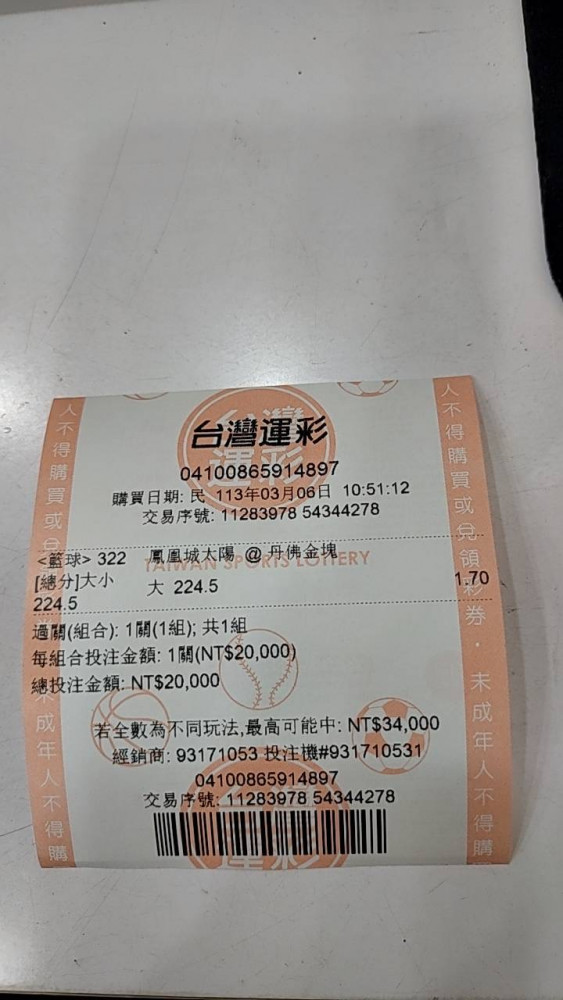 台灣運彩
04100865914897
購買日期: 民 113年03月06日 10:51:12
交易序號: 11283978 54344278
TAIWAN SPORTS LOTTERY
<籃球> 322 鳳凰城太陽 @ 丹佛金塊
[總分]大小 大 224.5 1.70
224.5
過關(組合): 1關(1組); 共1組
每組合投注金額: 1關(NT$20,000)
總投注金額: NT$20,000
若全數為不同玩法,最高可能中: NT$34,000
經銷商: 93171053 投注機#931710531
04100865914897
交易序號: 11283978 54344278
人不得購買或兌
成年人不得購
人不得購買或兌領彩券．未成年人不得購